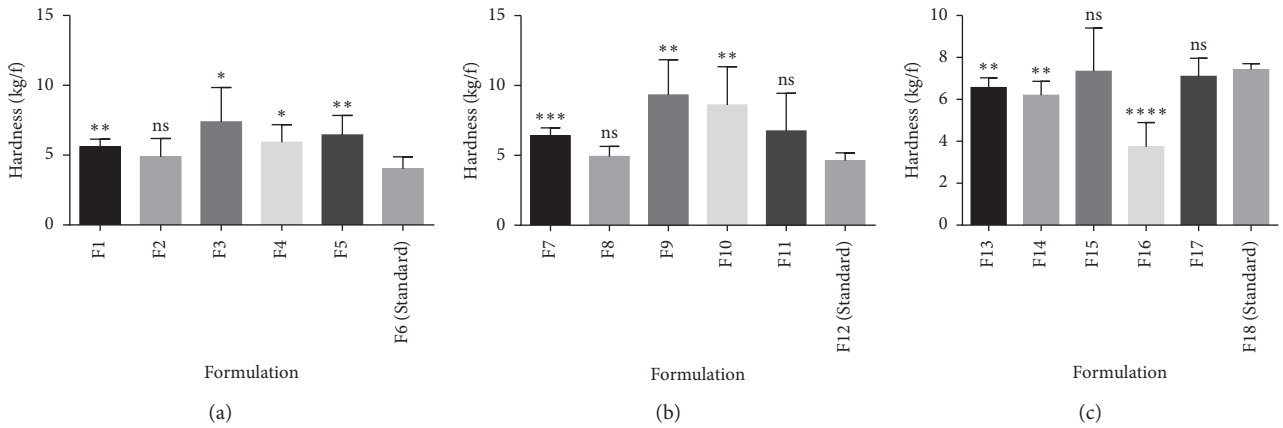 Hardness (kg/f)
15
10
5
0
**
ns
*
*
**
F1
F2
F3
F4
F5
F6 (Standard)
Formulation
(a)
Hardness (kg/f)
15
10
5
0
***
ns
**
**
ns
F7
F8
F9
F10
F11
F12 (Standard)
Formulation
(b)
Hardness (kg/f)
10
8
6
4
2
0
**
**
ns
****
ns
F13
F14
F15
F16
F17
F18 (Standard)
Formulation
(c)